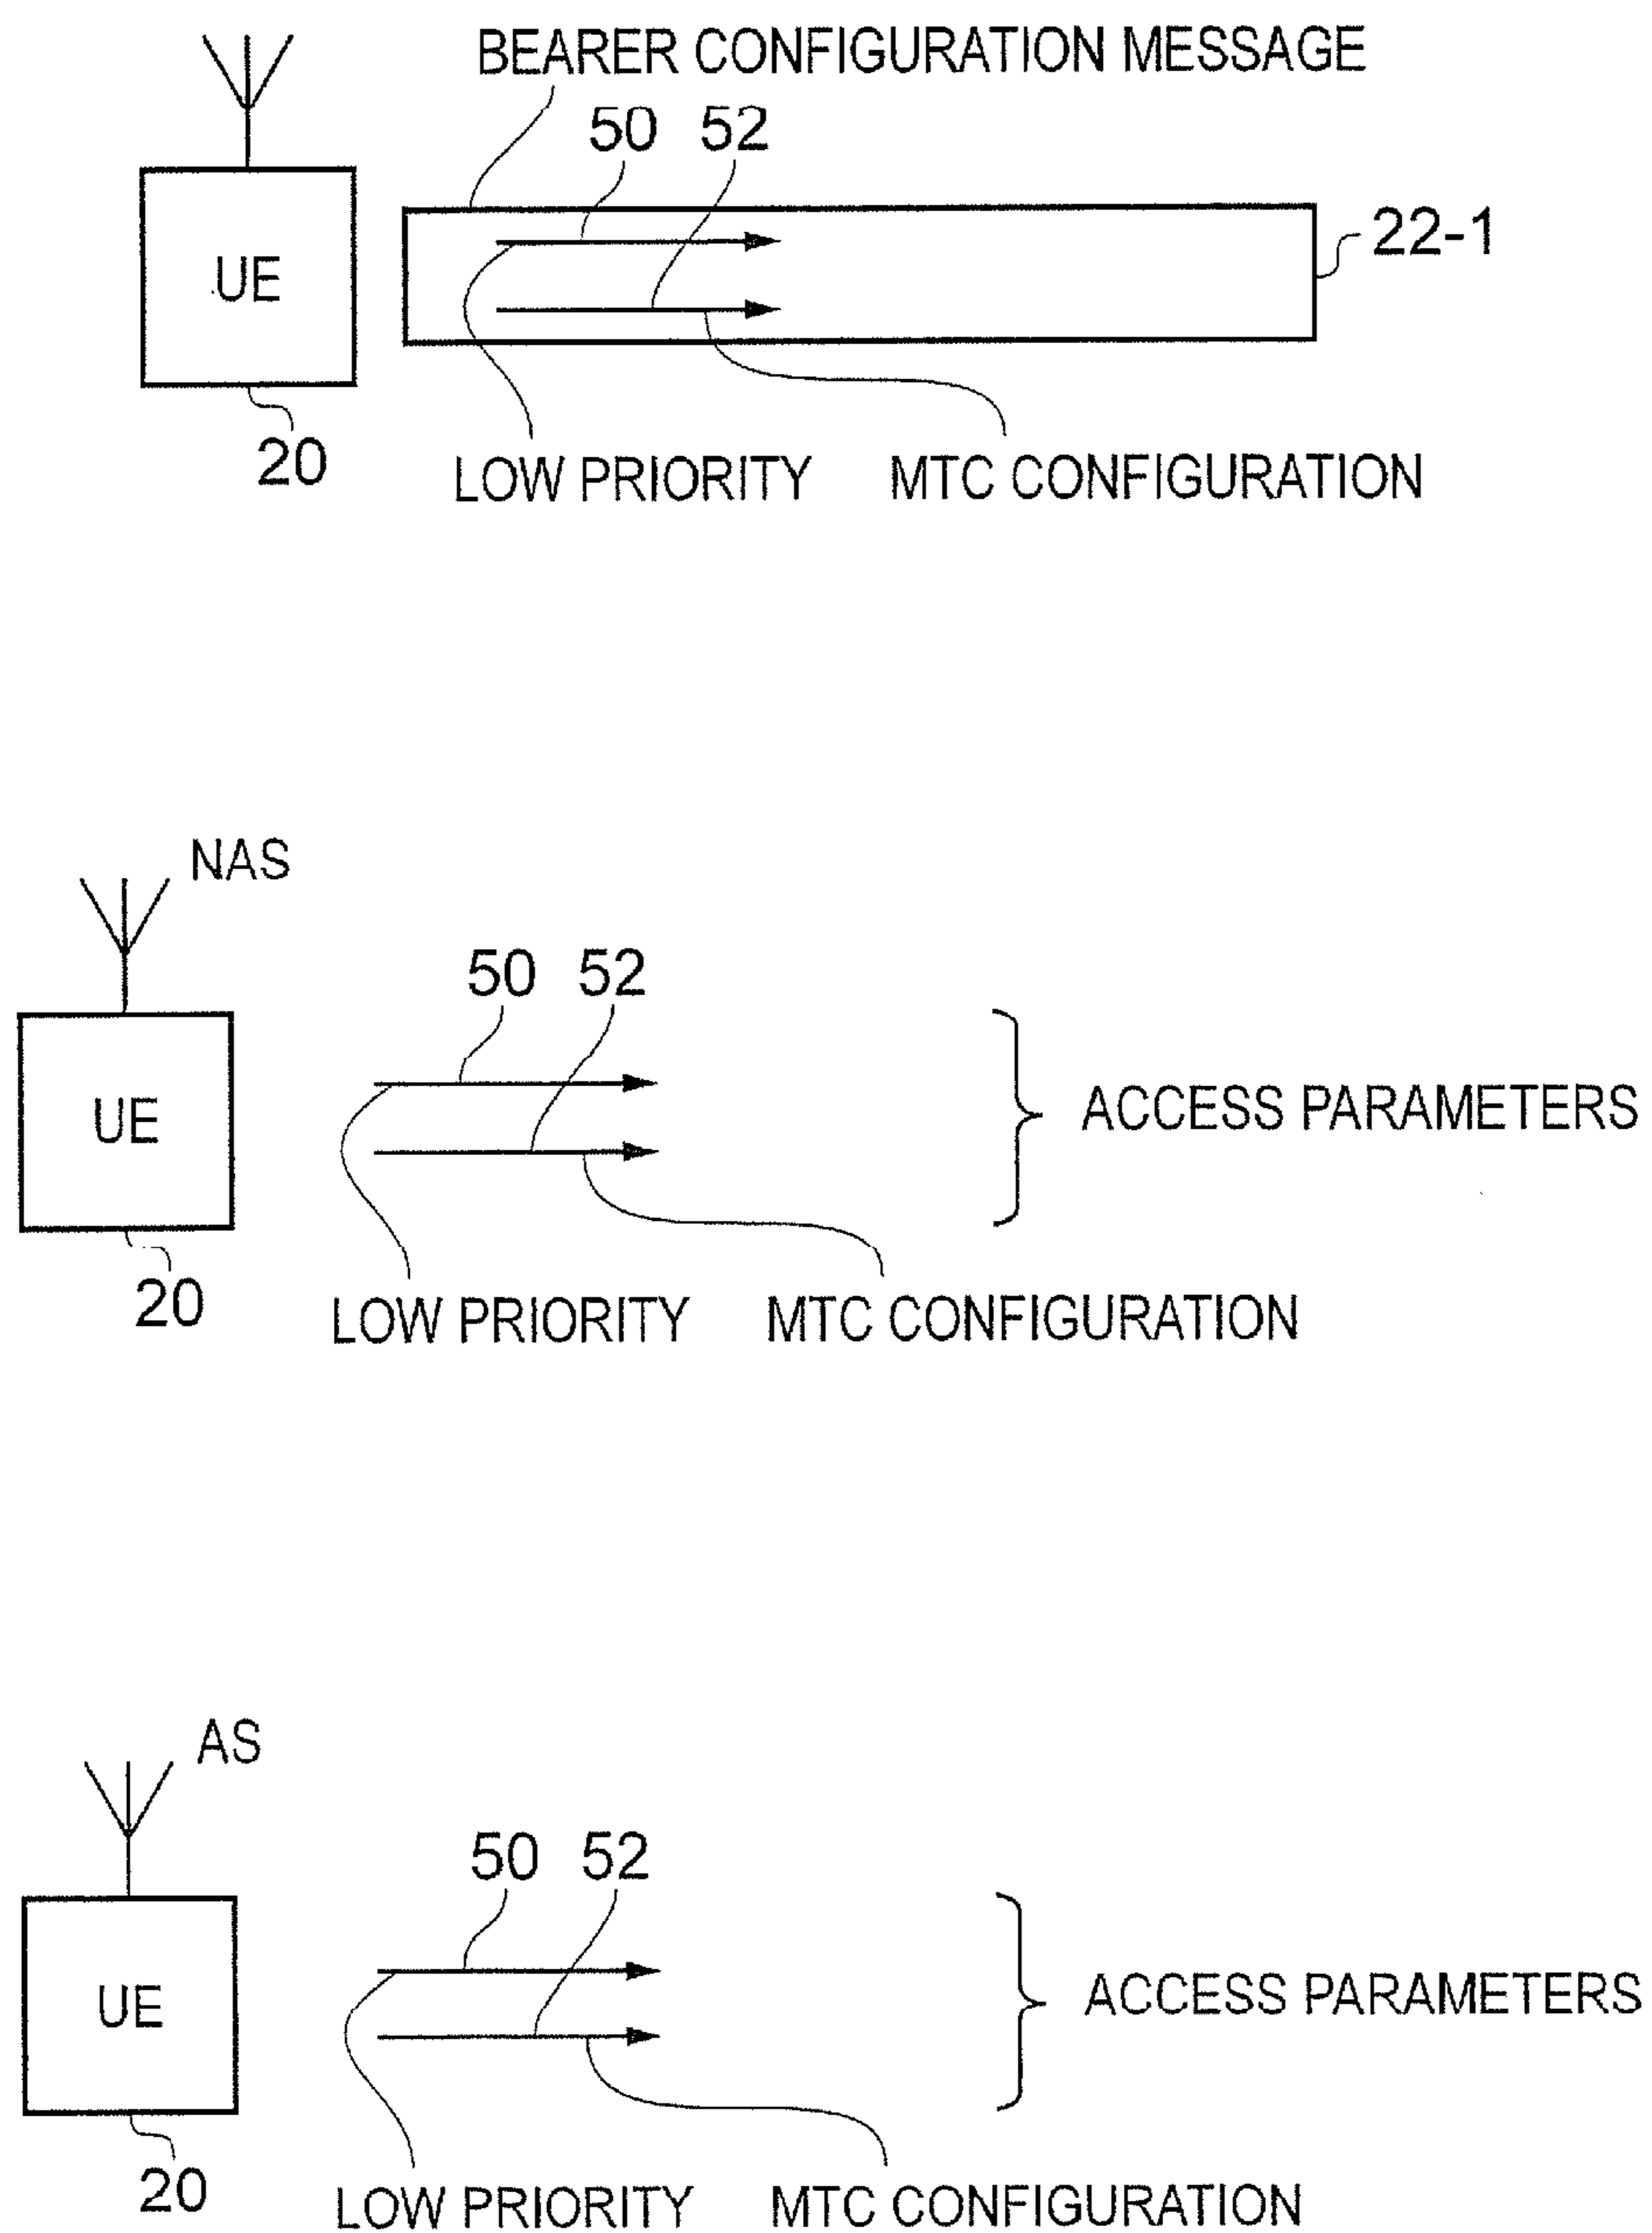 BEARER CONFIGURATION MESSAGE
50 52
UE
22-1
20
LOW PRIORITY MTC CONFIGURATION
NAS
50 52
UE
ACCESS PARAMETERS
20
LOW PRIORITY MTC CONFIGURATION
AS
50 52
UE
ACCESS PARAMETERS
20
LOW PRIORITY MTC CONFIGURATION